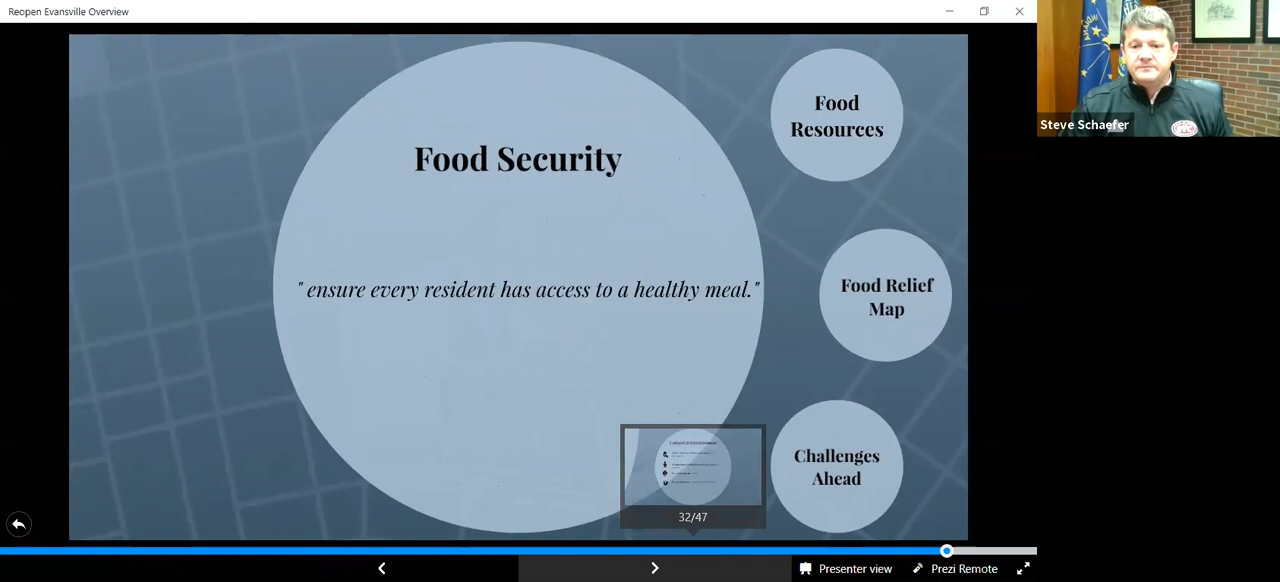 Reopen Evansville Overview
Food
Resources
Steve Schaefer
Food Security
" ensure every resident has access to a healthy meal."
Food Relief
Map
Challenges
Ahead
32/47
Presenter view
Prezi Remote